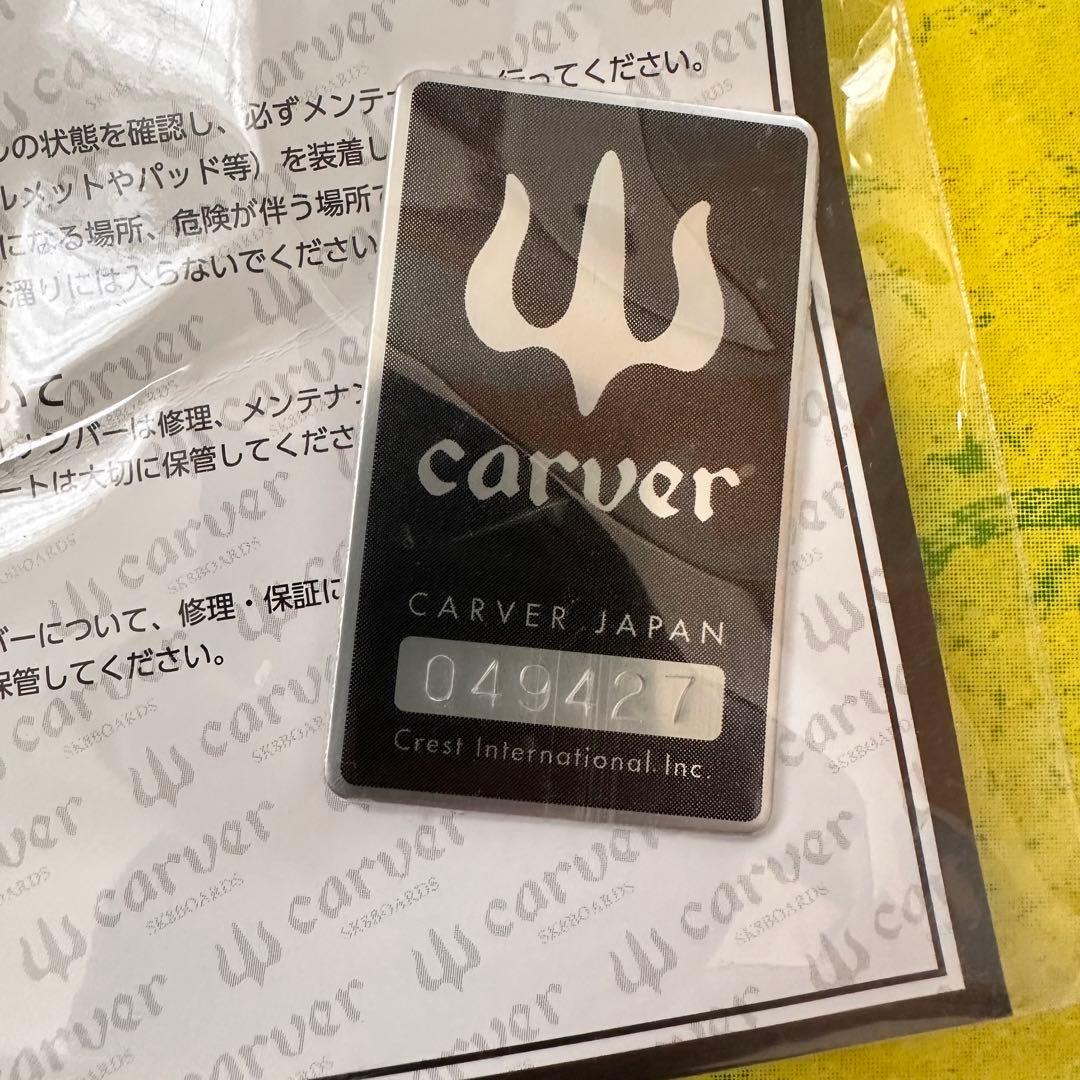 行ってください。
の状態を確認し、必ずメンテナ
ルメットやパッド等）を装着し
になる場所、危険が伴う場所
水溜りには入らないでください
いて
ナンバーは修理、メンテナン
ートは大切に保管してくださ
バーについて、修理・保証に
保管してください。
carver
CARVER JAPAN
049427
Crest International Inc.
carver
SK8BOARDS